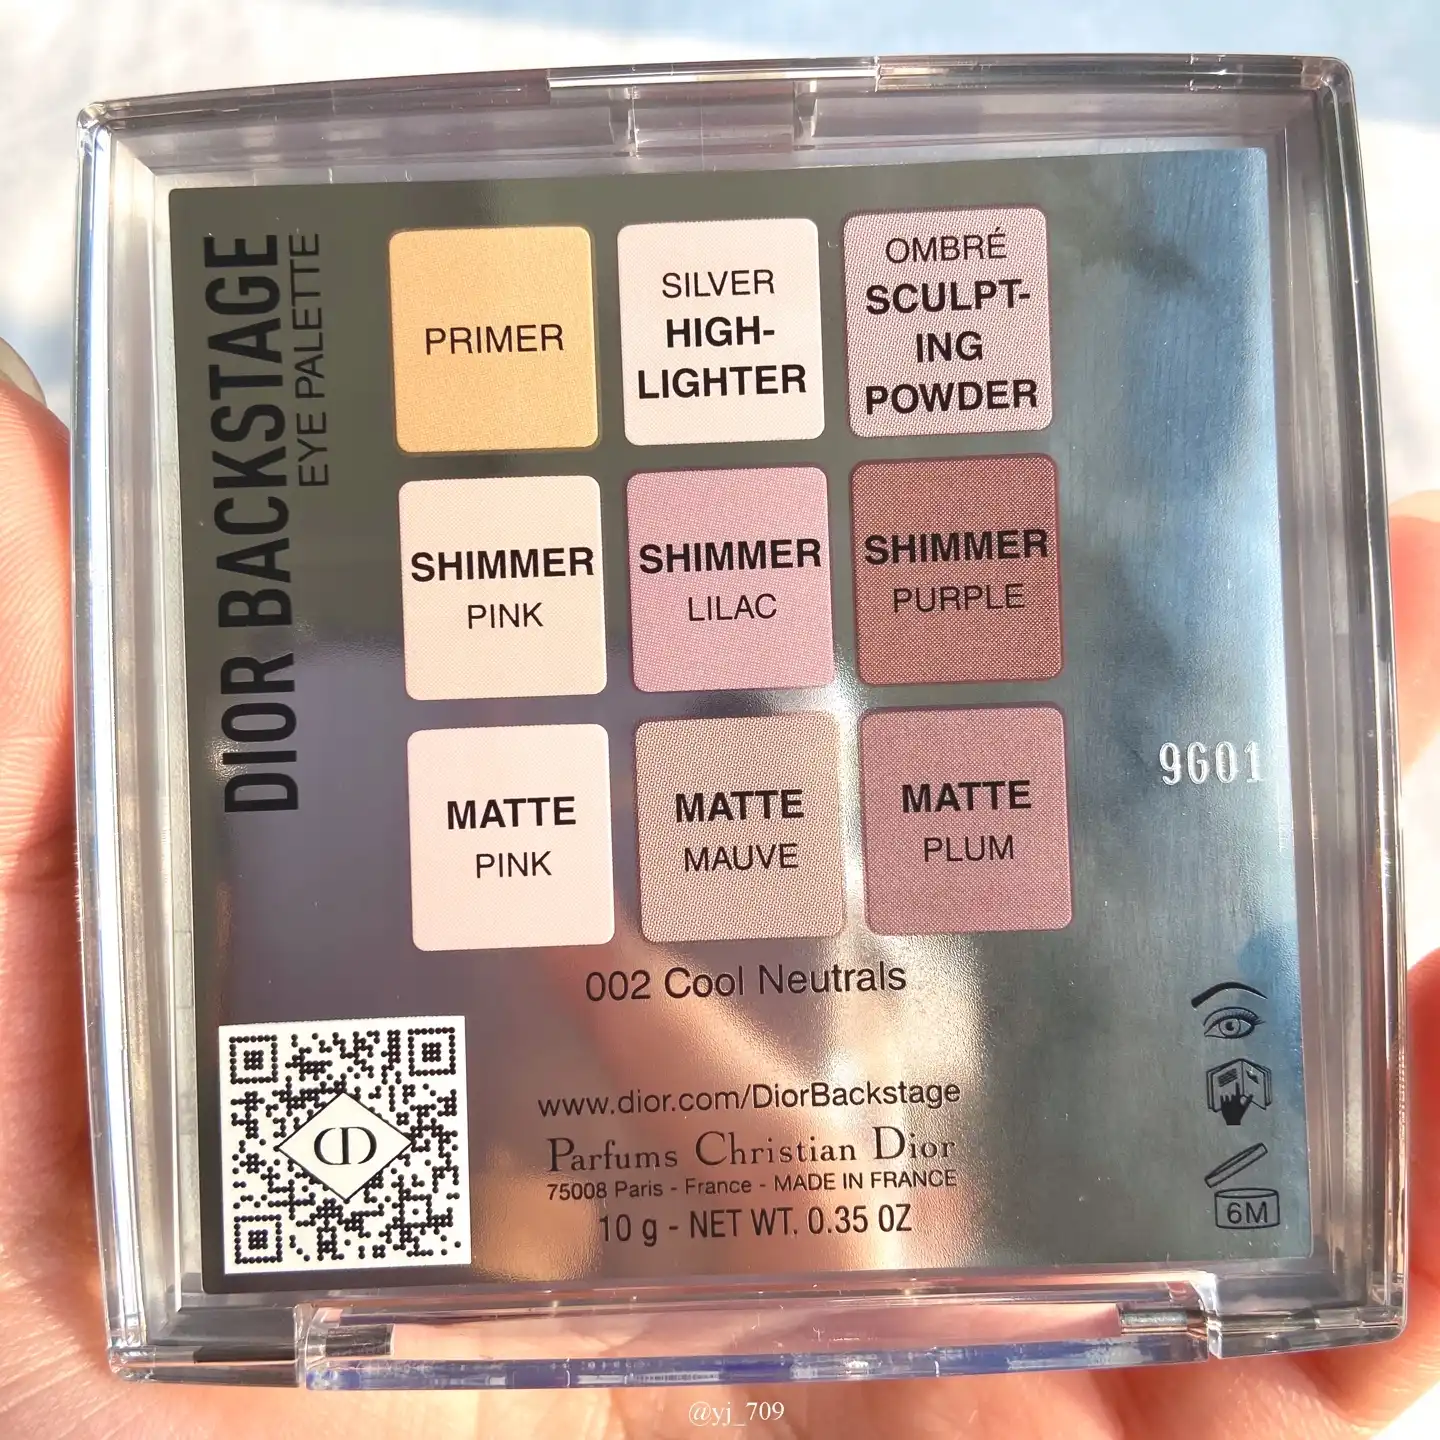 DIOR BACKSTAGE
EYE PALETTE
PRIMER
SILVER
HIGH-
LIGHTER
OMBRÉ
SCULPT-
ING
POWDER
SHIMMER
PINK
SHIMMER
LILAC
SHIMMER
PURPLE
MATTE
PINK
MATTE
MAUVE
MATTE
PLUM
9601
002 Cool Neutrals
CD
www.dior.com/DiorBackstage
Parfums Christian Dior
75008 Paris - France - MADE IN FRANCE
10 g - NET WT. 0.35 OZ
6M
@yj_709